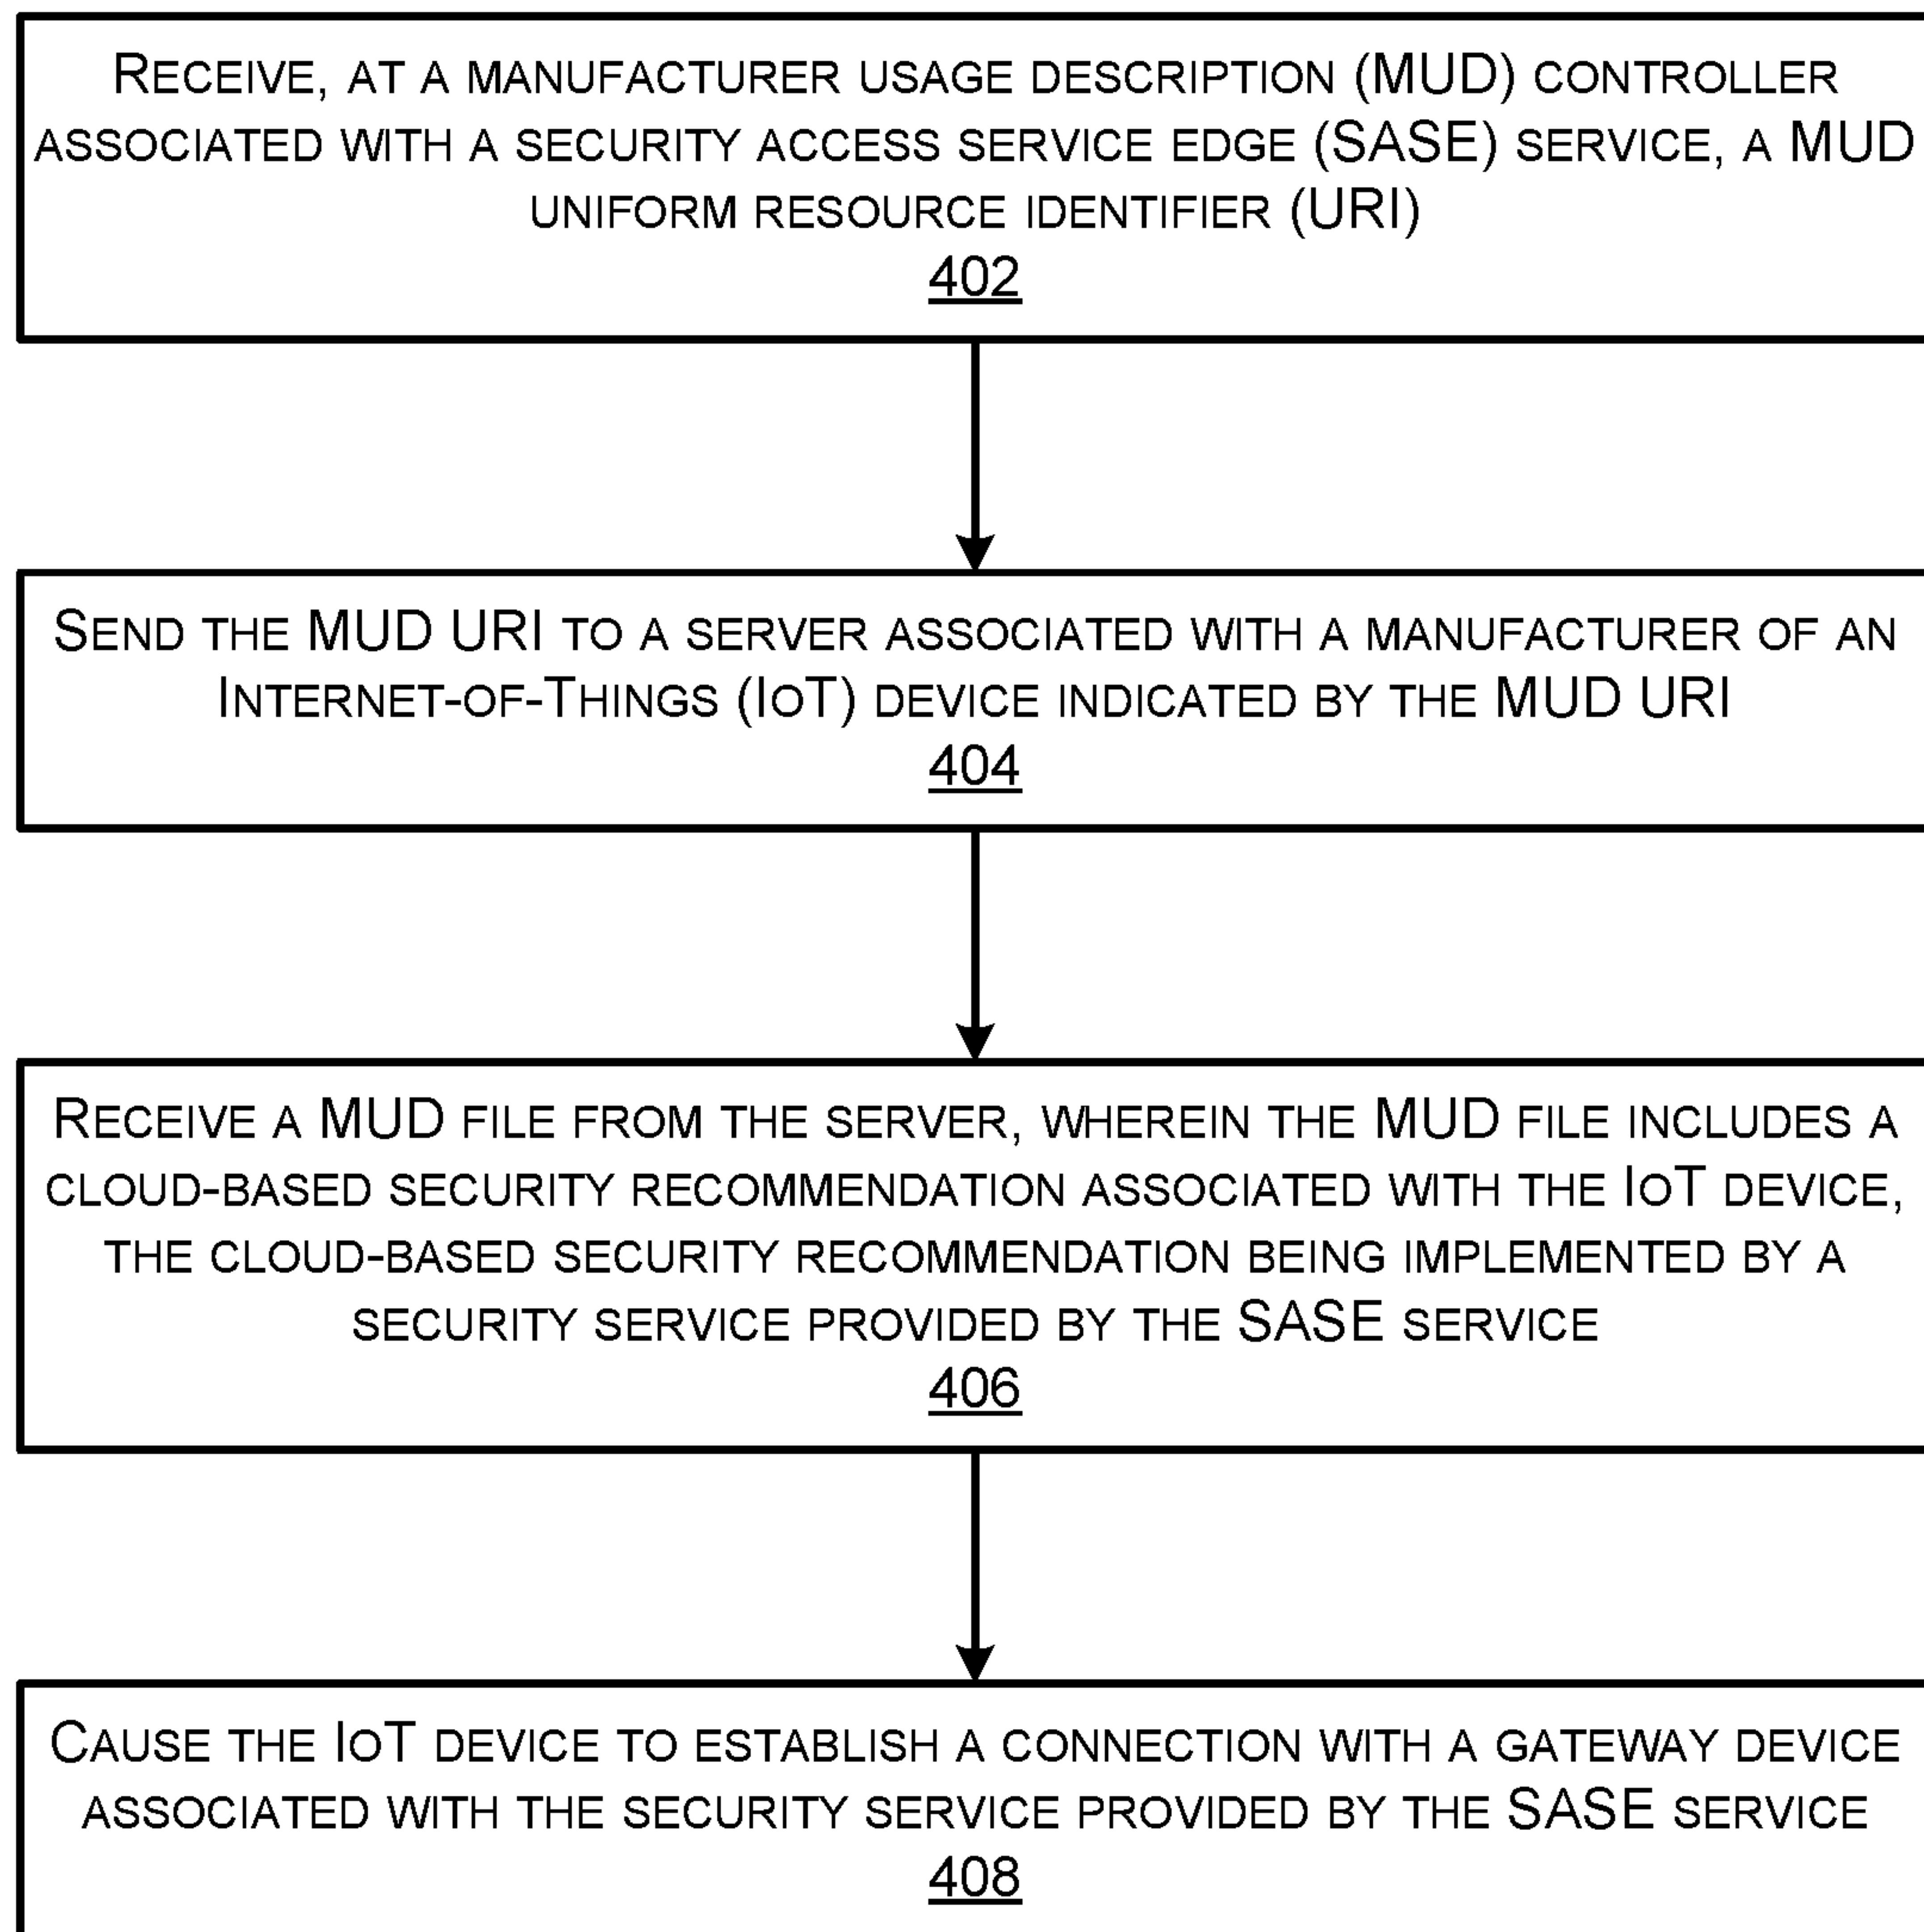 RECEIVE, AT A MANUFACTURER USAGE DESCRIPTION (MUD) CONTROLLER
ASSOCIATED WITH A SECURITY ACCESS SERVICE EDGE (SASE) SERVICE, A MUD
UNIFORM RESOURCE IDENTIFIER (URI)
402
SEND THE MUD URI TO A SERVER ASSOCIATED WITH A MANUFACTURER OF AN
INTERNET-OF-THINGS (IOT) DEVICE INDICATED BY THE MUD URI
404
RECEIVE A MUD FILE FROM THE SERVER, WHEREIN THE MUD FILE INCLUDES A
CLOUD-BASED SECURITY RECOMMENDATION ASSOCIATED WITH THE IOT DEVICE,
THE CLOUD-BASED SECURITY RECOMMENDATION BEING IMPLEMENTED BY A
SECURITY SERVICE PROVIDED BY THE SASE SERVICE
406
CAUSE THE IOT DEVICE TO ESTABLISH A CONNECTION WITH A GATEWAY DEVICE
ASSOCIATED WITH THE SECURITY SERVICE PROVIDED BY THE SASE SERVICE
408